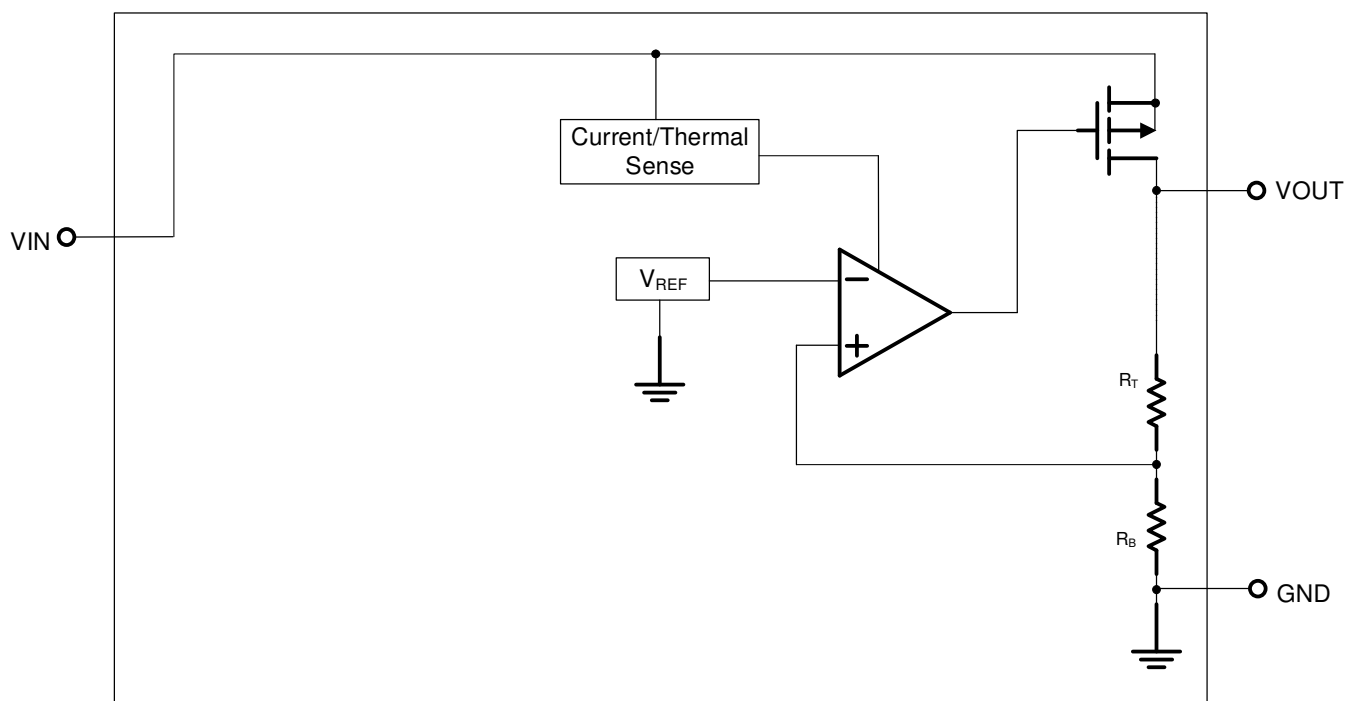 Current/Thermal
Sense
VIN
VOUT
VREF
RT
RB
GND